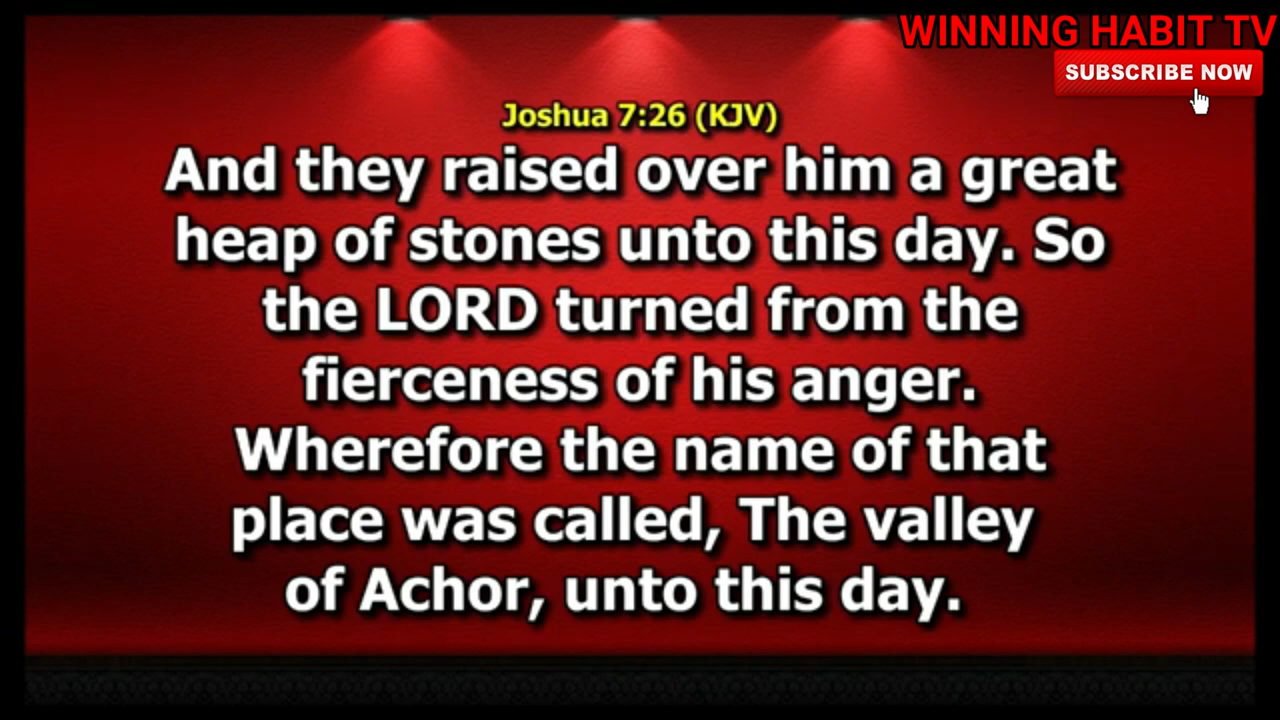 WINNING HABIT TV
SUBSCRIBE NOW
Joshua 7:26 (KJV)
And they raised over him a great
heap of stones unto this day. So
the LORD turned from the
fierceness of his anger.
Wherefore the name of that
place was called, The valley
of Achor, unto this day.